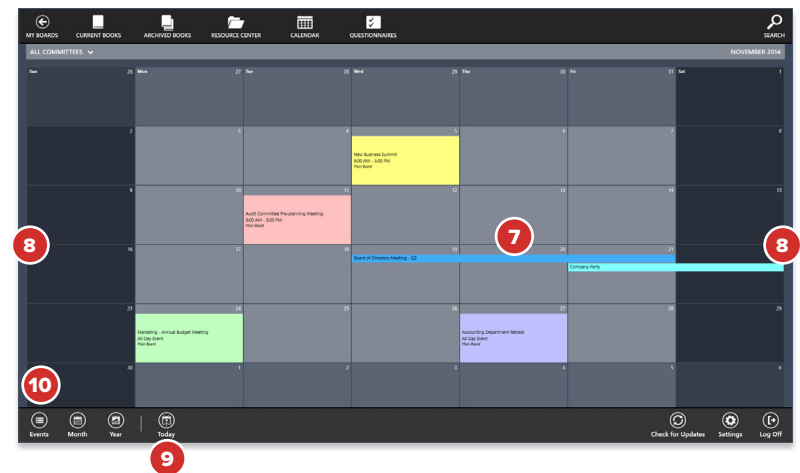 MY BOARDS CURRENT BOOKS ARCHIVED BOOKS RESOURCE CENTER CALENDAR QUESTIONNAIRES SEARCH
ALL COMMITTEES NOVEMBER 2014
Sun 26 Mon 27 Tue 28 Wed 29 Thu 30 Fri 31 Sat 1
2 3 4 5 6 7 8
New Business Summit
9:00 AM - 5:00 PM
Main Board
9 10 11 12 13 14 15
Audit Committee Pre-planning Meeting
9:00 AM - 5:00 PM
Main Board
7
8 8
16 17 18 19 20 21
Board of Directors Meeting - Q3
Company Party
23 24 25 26 27 28 29
Marketing - Annual Budget Meeting
All Day Event
Main Board
Accounting Department Retreat
All Day Event
Main Board
30 1 2 3 4 5 6
10
Events Month Year Today Check for Updates Settings Log Off
9